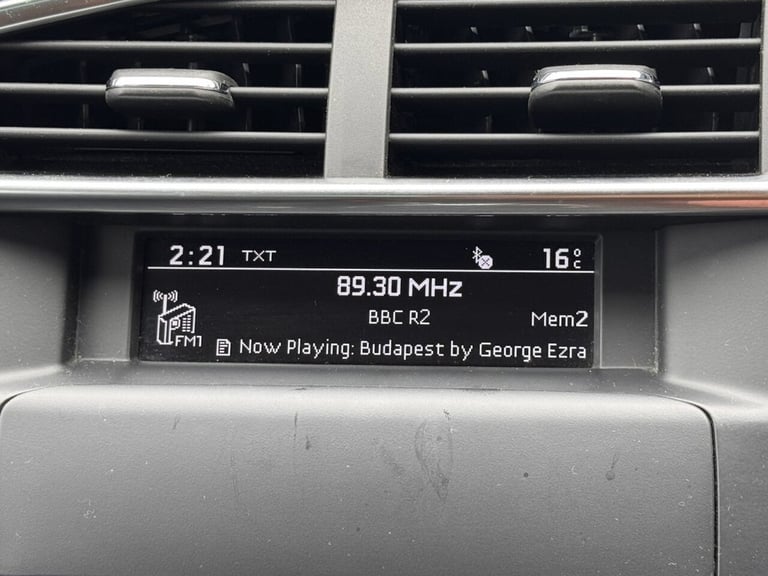 2:21 TXT 16°C
89.30 MHz
BBC R2 Mem2
FM1
Now Playing: Budapest by George Ezra